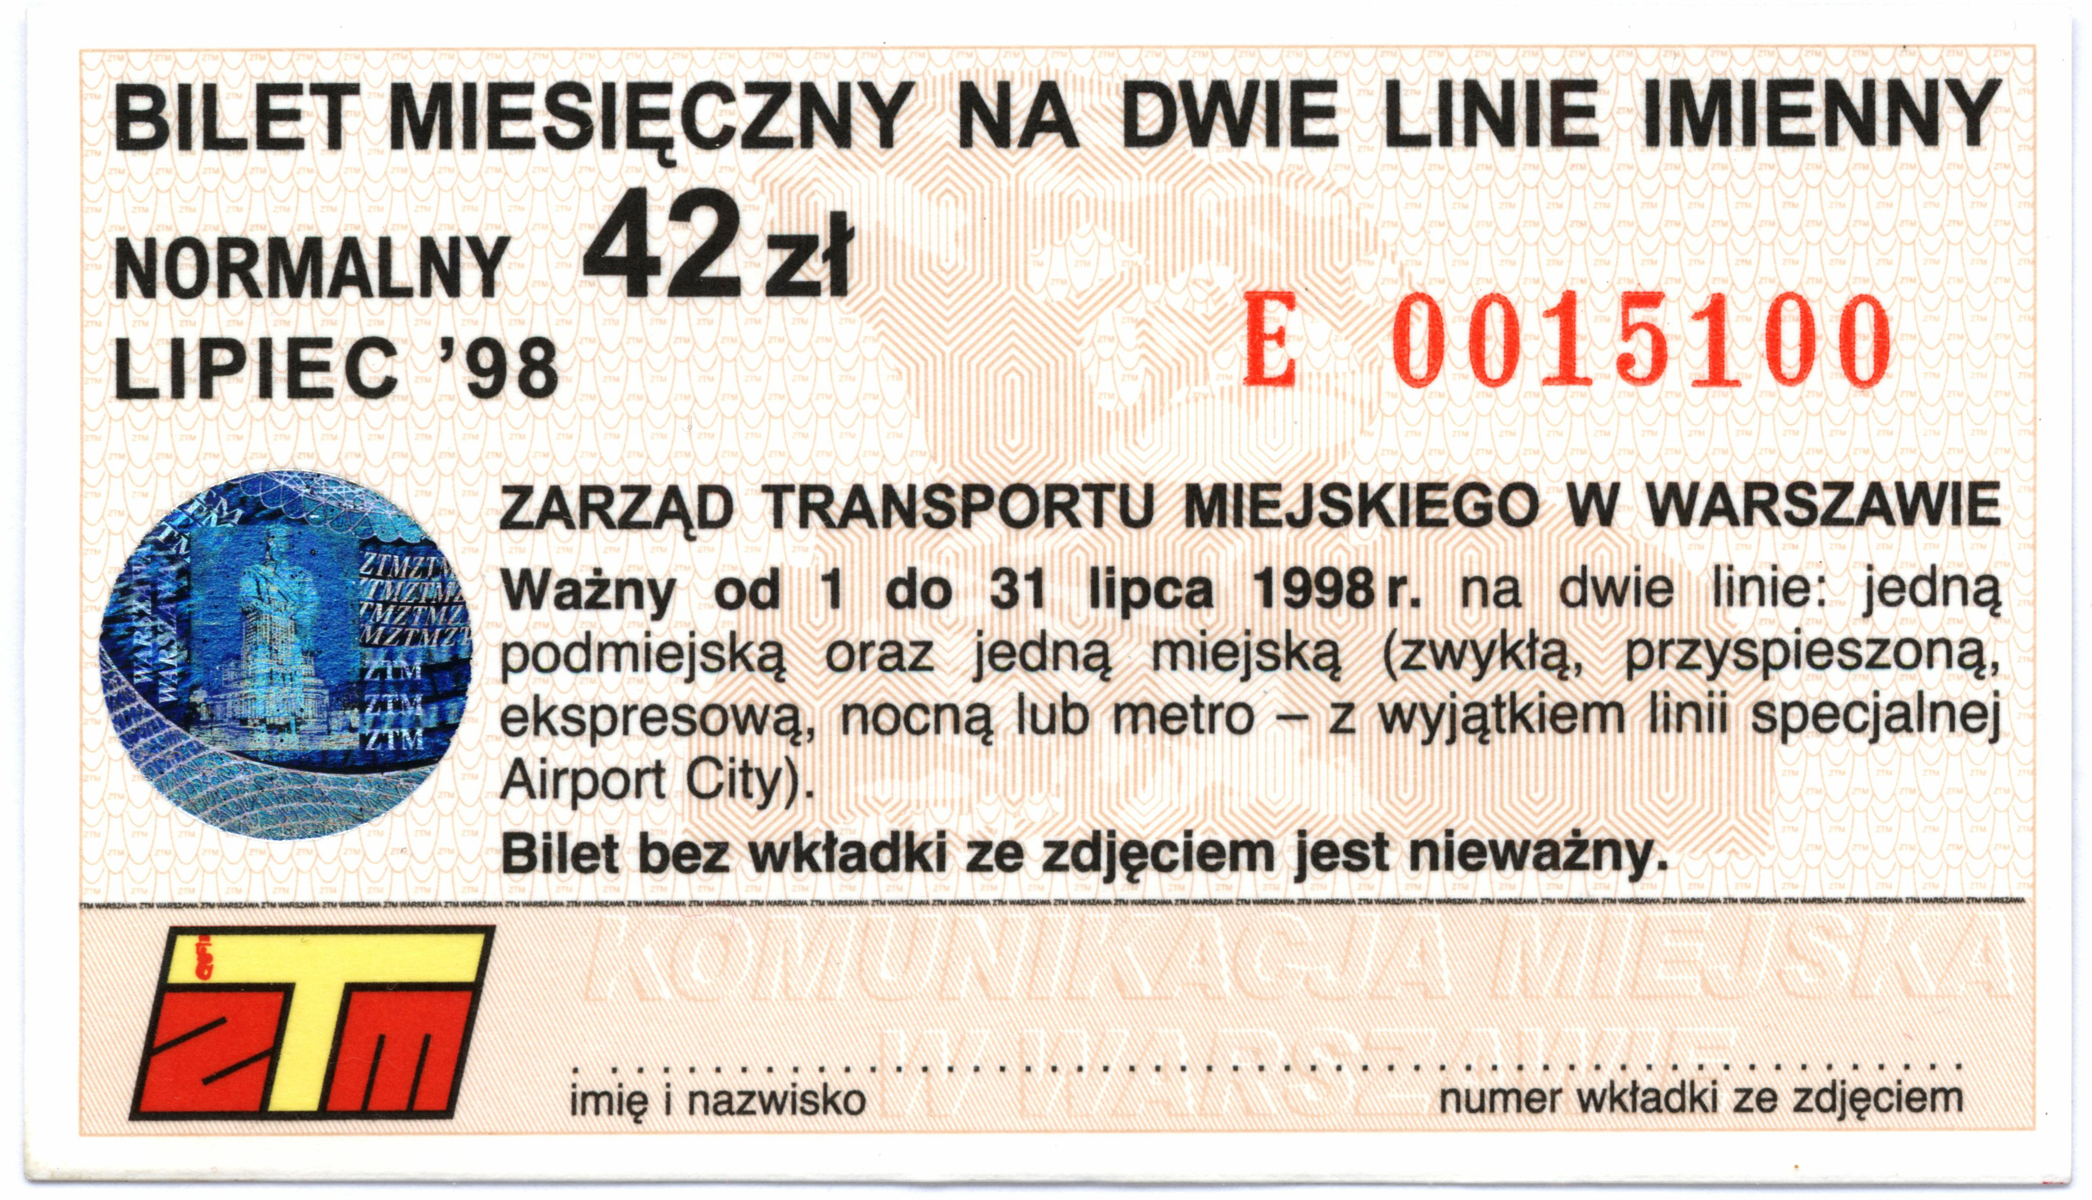 BILET MIESIĘCZNY NA DWIE LINIE IMIENNY
NORMALNY 42 zł
LIPIEC '98
E 0015100
ZARZĄD TRANSPORTU MIEJSKIEGO W WARSZAWIE
Ważny od 1 do 31 lipca 1998 r. na dwie linie: jedną
podmiejską oraz jedną miejską (zwykłą, przyspieszoną,
ekspresową, nocną lub metro – z wyjątkiem linii specjalnej
Airport City).
Bilet bez wkładki ze zdjęciem jest nieważny.
ZTM
ZTM
ZTM
KOMUNIKACJA MIEJSKA
W WARSZAWIE
ZTM
imię i nazwisko numer wkładki ze zdjęciem